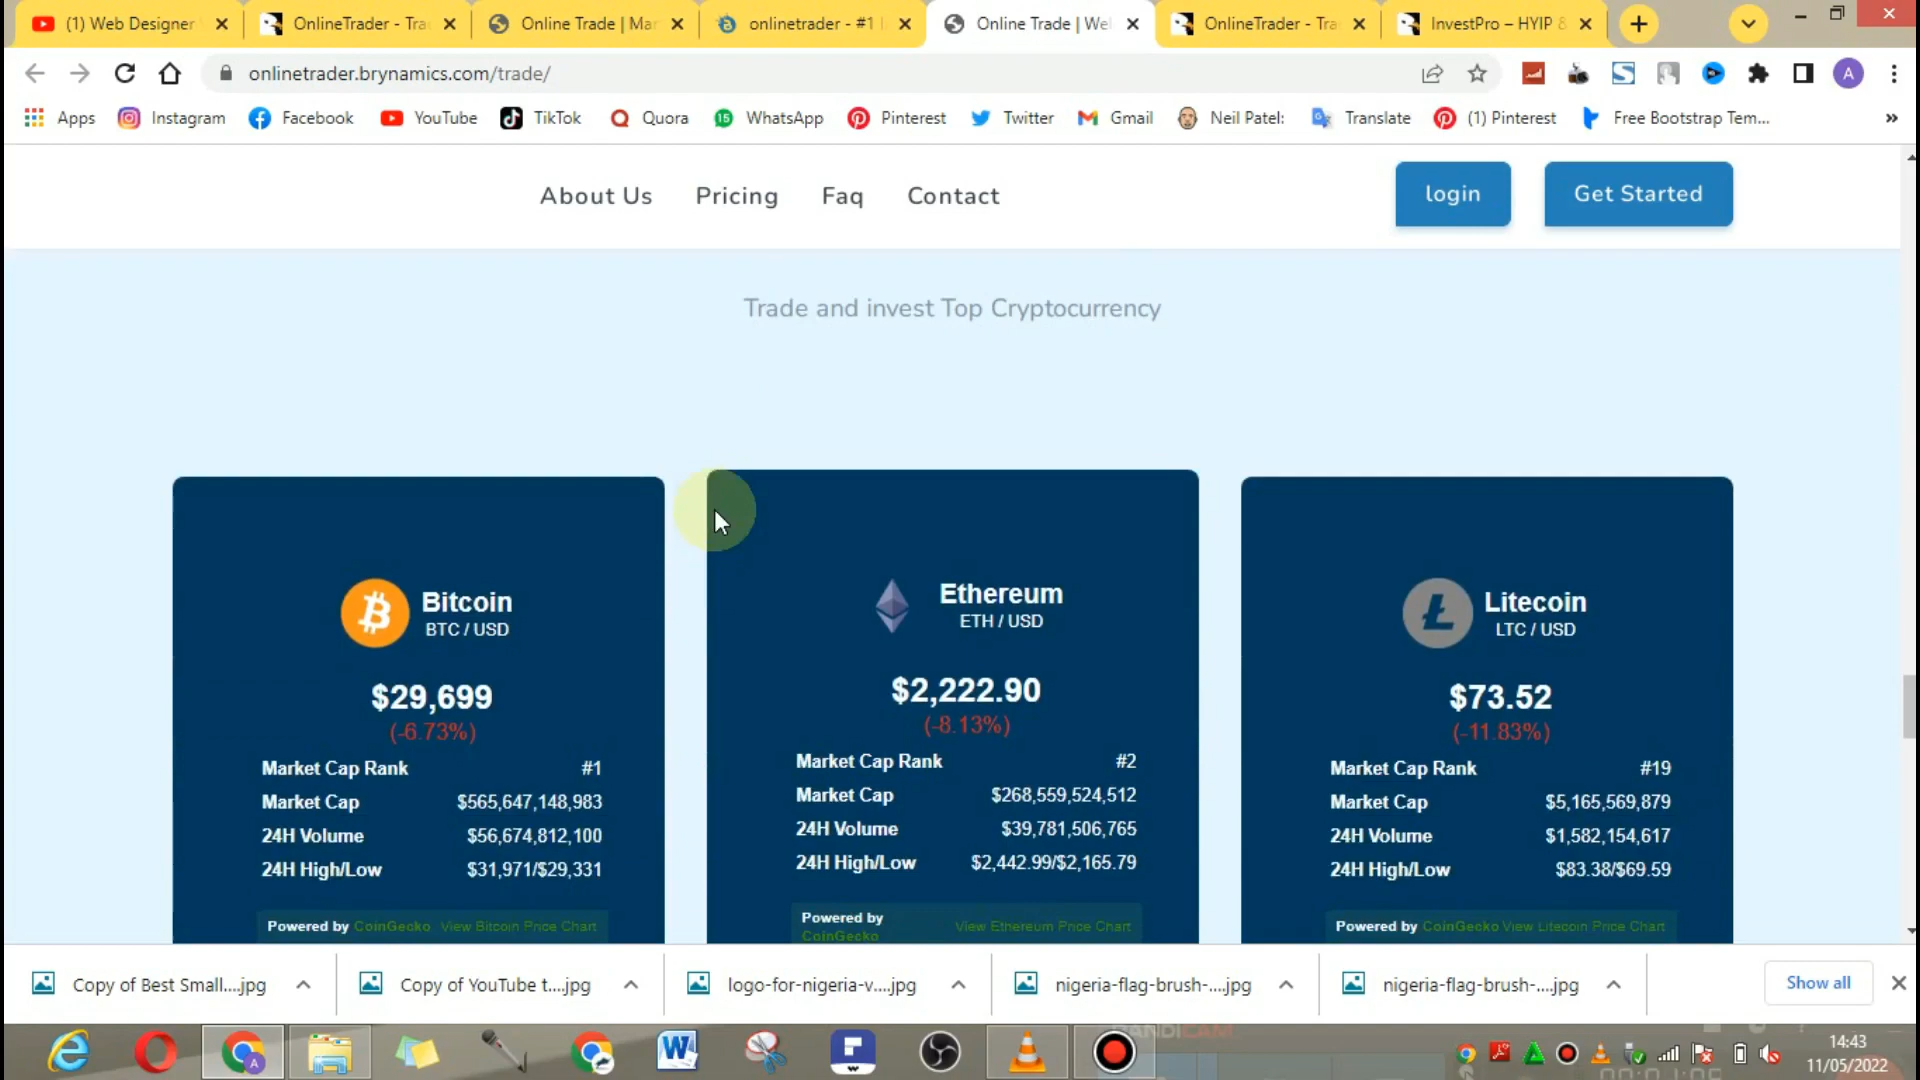 (1) Web Designer
OnlineTrader - Tra
Online Trade | Mar
onlinetrader - #1
Online Trade | Wel
OnlineTrader - Tra
InvestPro – HYIP &
onlinetrader.brynamics.com/trade/
A
Apps
Instagram
Facebook
YouTube
TikTok
Quora
15
WhatsApp
Pinterest
Twitter
Gmail
Neil Patel:
Translate
(1) Pinterest
Free Bootstrap Tem...
»
About Us
Pricing
Faq
Contact
login
Get Started
Trade and invest Top Cryptocurrency
Bitcoin
BTC / USD
$29,699
(-6.73%)
Market Cap Rank #1
Market Cap $565,647,148,983
24H Volume $56,674,812,100
24H High/Low $31,971/$29,331
Powered by CoinGecko View Bitcoin Price Chart
Ethereum
ETH / USD
$2,222.90
(-8.13%)
Market Cap Rank #2
Market Cap $268,559,524,512
24H Volume $39,781,506,765
24H High/Low $2,442.99/$2,165.79
Powered by
CoinGecko
View Ethereum Price Chart
Litecoin
LTC / USD
$73.52
(-11.83%)
Market Cap Rank #19
Market Cap $5,165,569,879
24H Volume $1,582,154,617
24H High/Low $83.38/$69.59
Powered by CoinGecko View Litecoin Price Chart
Copy of Best Small....jpg
Copy of YouTube t....jpg
logo-for-nigeria-v....jpg
nigeria-flag-brush-....jpg
nigeria-flag-brush-....jpg
Show all
14:43
11/05/2022